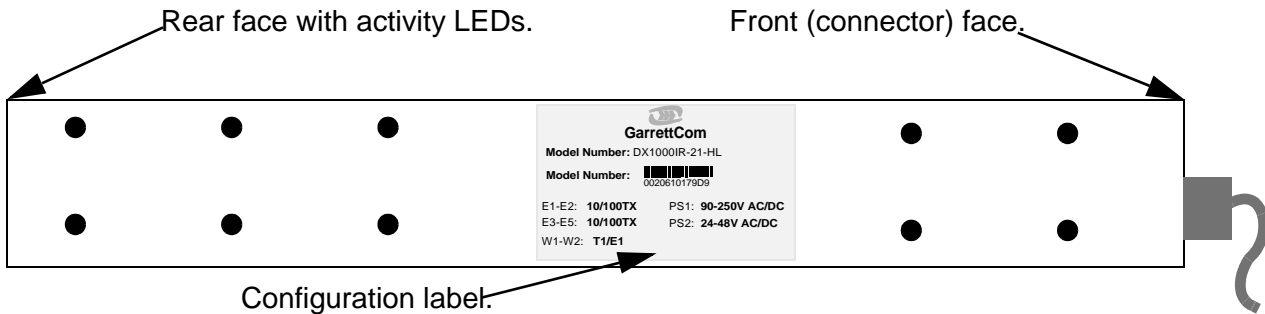 Rear face with activity LEDs.
Front (connector) face.
GarrettCom
Model Number: DX1000IR-21-HL
Model Number:
0020610179D9
E1-E2: 10/100TX PS1: 90-250V AC/DC
E3-E5: 10/100TX PS2: 24-48V AC/DC
W1-W2: T1/E1
Configuration label.